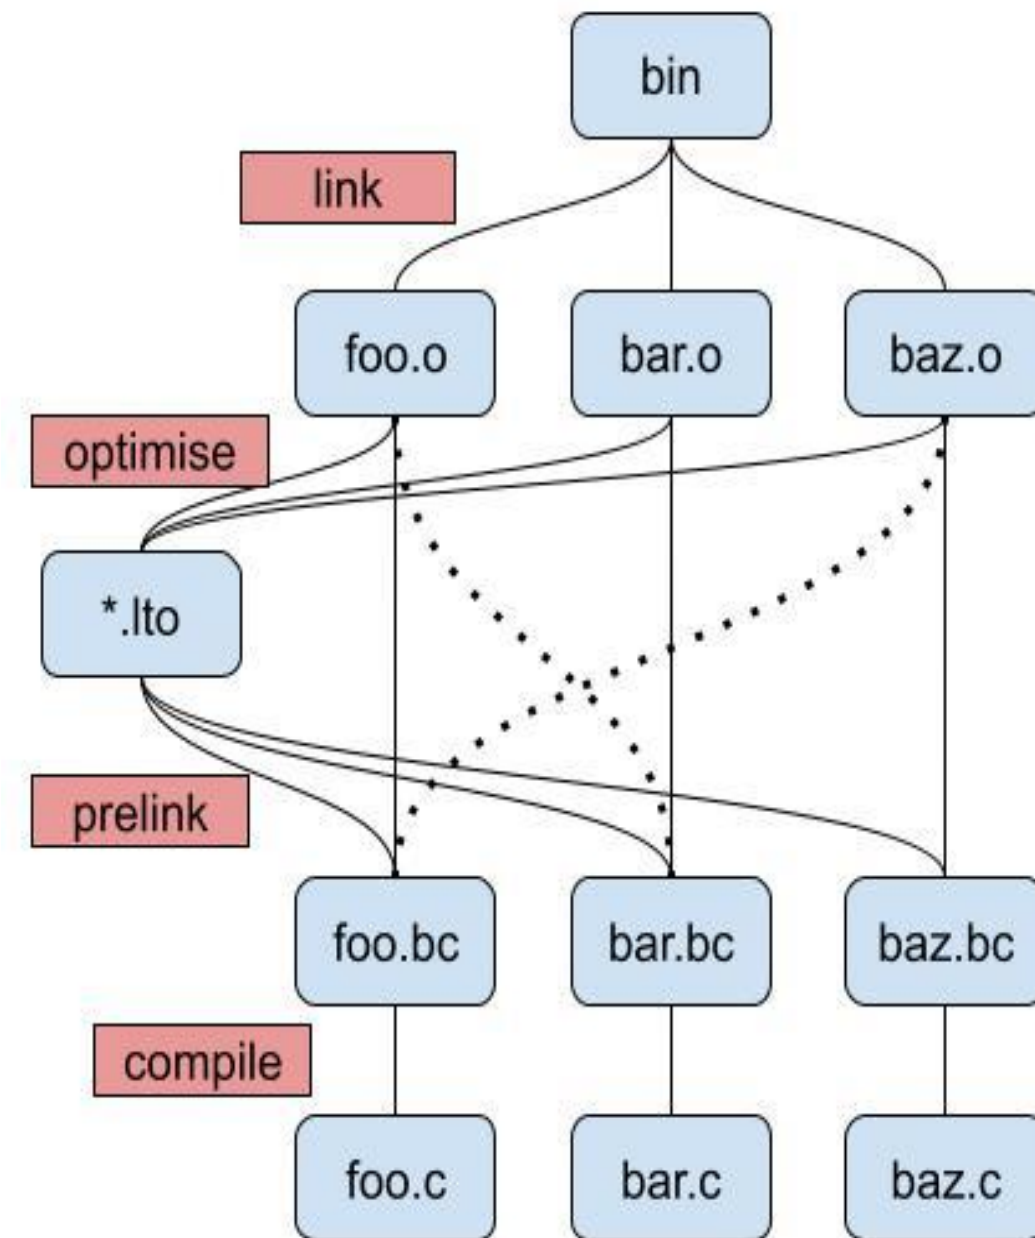 bin
link
foo.o
bar.o
baz.o
optimise
*.lto
prelink
foo.bc
bar.bc
baz.bc
compile
foo.c
bar.c
baz.c